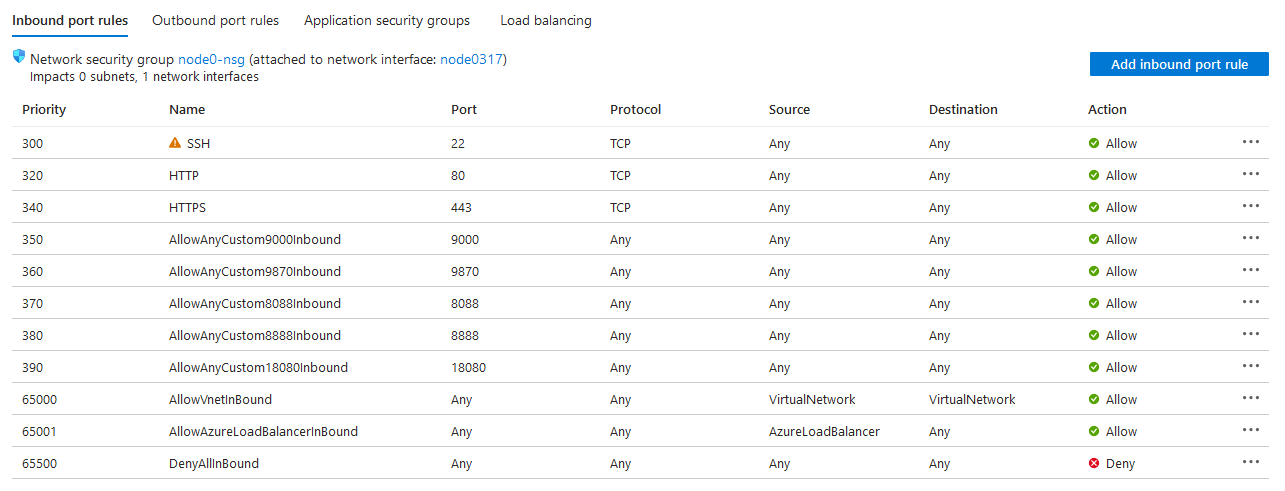 Inbound port rules Outbound port rules Application security groups Load balancing
Network security group node0-nsg (attached to network interface: node0317)
Impacts 0 subnets, 1 network interfaces
Add inbound port rule
Priority Name Port Protocol Source Destination Action
300 SSH 22 TCP Any Any Allow
320 HTTP 80 TCP Any Any Allow
340 HTTPS 443 TCP Any Any Allow
350 AllowAnyCustom9000Inbound 9000 Any Any Any Allow
360 AllowAnyCustom9870Inbound 9870 Any Any Any Allow
370 AllowAnyCustom8088Inbound 8088 Any Any Any Allow
380 AllowAnyCustom8888Inbound 8888 Any Any Any Allow
390 AllowAnyCustom18080Inbound 18080 Any Any Any Allow
65000 AllowVnetInBound Any Any VirtualNetwork VirtualNetwork Allow
65001 AllowAzureLoadBalancerInBound Any Any AzureLoadBalancer Any Allow
65500 DenyAllInBound Any Any Any Any Deny